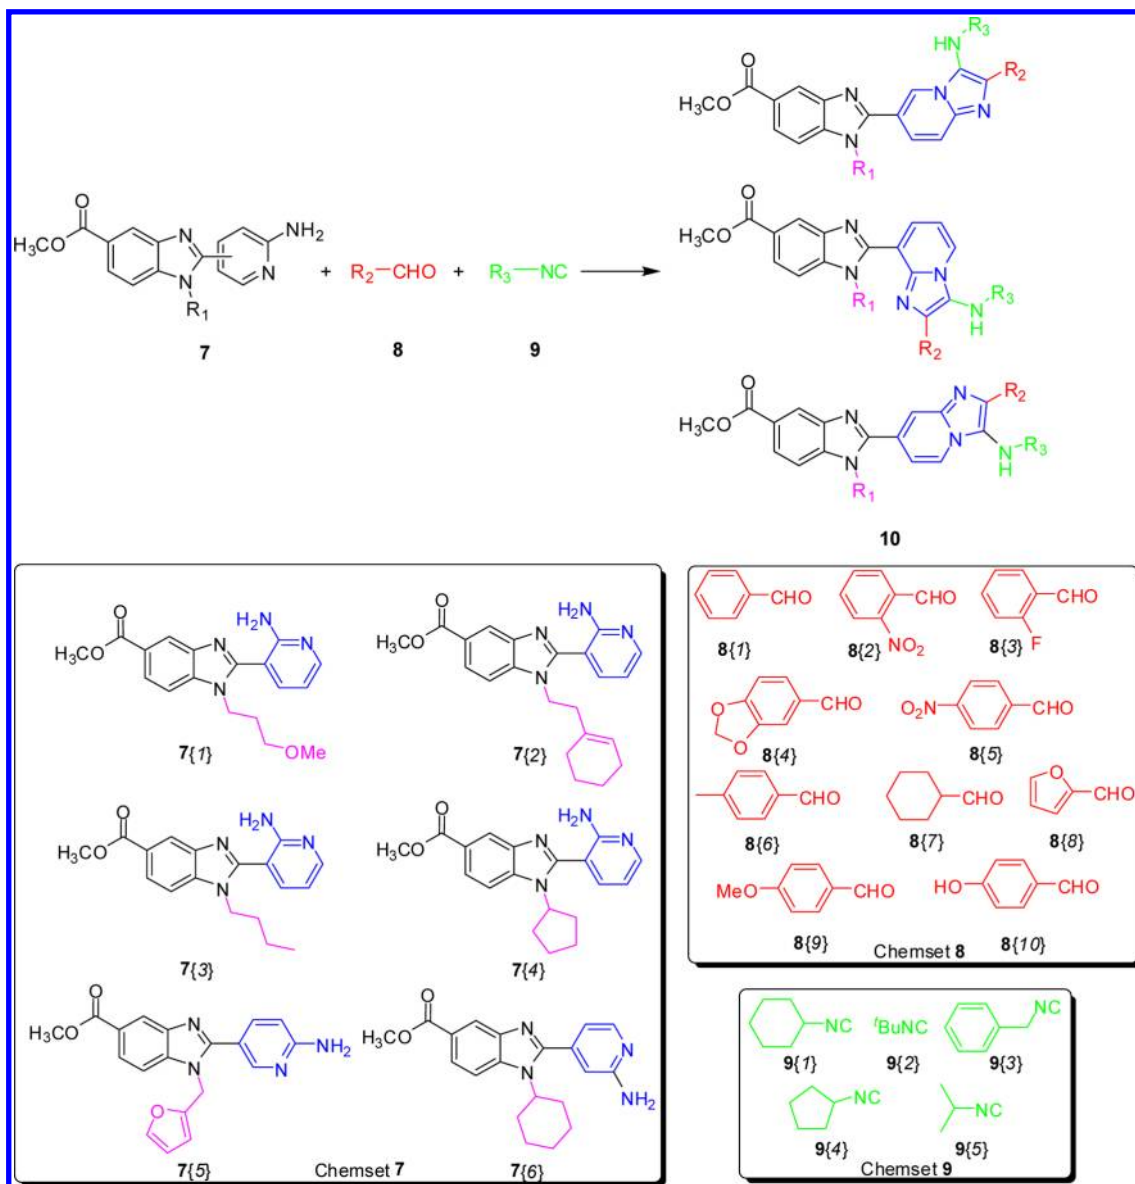 HN R3
O N N R2
H3CO N N
R1
O N
H3CO N N R3
R1 N N H
R2
O N NH2
H3CO N N
R1
+ R2—CHO + R3—NC
7 8 9
O N N R2
H3CO N N N R3
R1 H
10
O N H2N N
H3CO N
OMe
7{1}
O N H2N N
H3CO N
7{2}
O N H2N N
H3CO N
7{3}
O N H2N N
H3CO N
7{4}
O N NH2
H3CO N N
O
7{5}
O N N
H3CO N NH2
7{6}
Chemset 7
CHO CHO CHO
NO2 F
8{1} 8{2} 8{3}
O CHO NO2 CHO
O
8{4} 8{5}
CHO CHO O CHO
8{6} 8{7} 8{8}
MeO CHO HO CHO
8{9} 8{10}
Chemset 8
NC tBuNC NC
9{1} 9{2} 9{3}
NC NC
9{4} 9{5}
Chemset 9